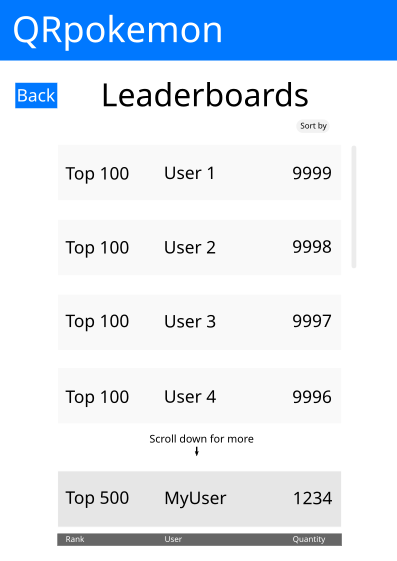 QRpokemon
Back
Leaderboards
Sort by
Top 100 User 1 9999
Top 100 User 2 9998
Top 100 User 3 9997
Top 100 User 4 9996
Scroll down for more
Top 500 MyUser 1234
Rank User Quantity